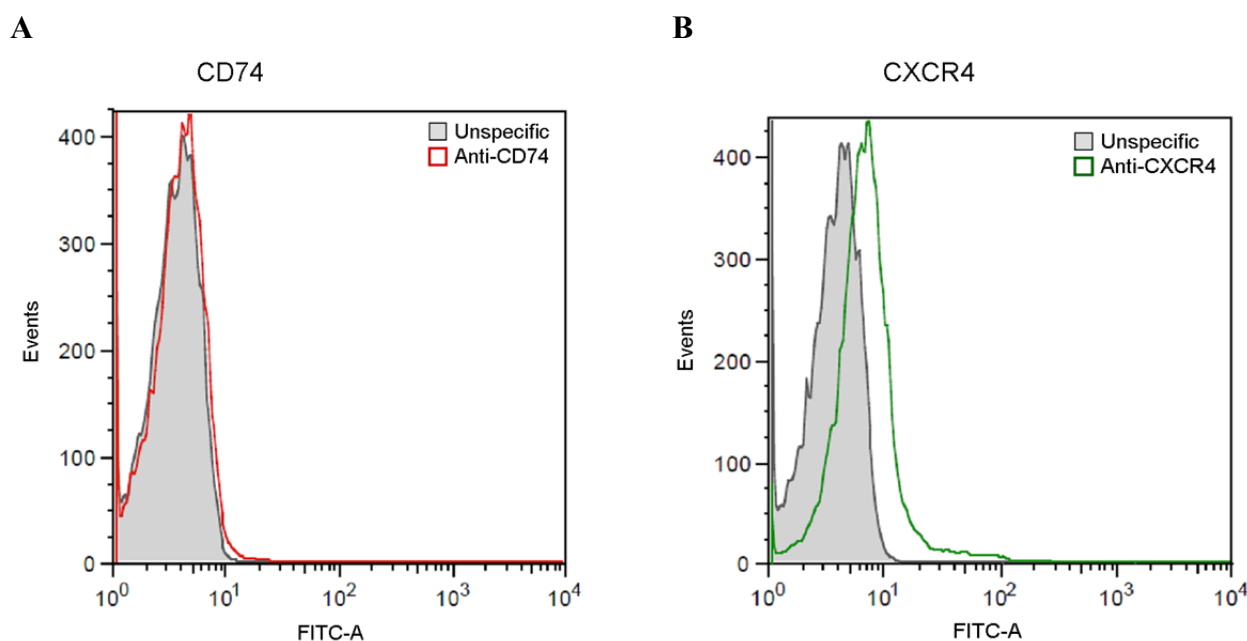 A
CD74
Unspecific
Anti-CD74
400
300
200
100
0
Events
10^0
10^1
10^2
10^3
10^4
FITC-A
B
CXCR4
Unspecific
Anti-CXCR4
400
300
200
100
0
Events
10^0
10^1
10^2
10^3
10^4
FITC-A